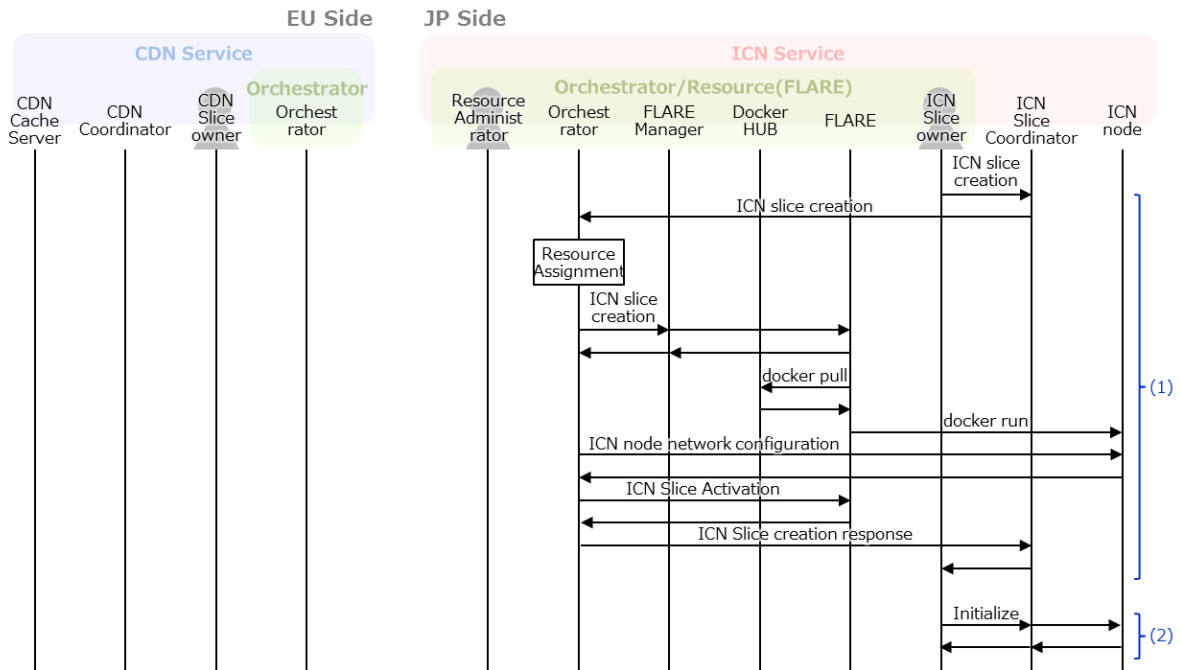 EU Side
JP Side
CDN Service
ICN Service
Orchestrator
Orchestrator/Resource(FLARE)
CDN
Cache
Server
CDN
Coordinator
CDN
Slice
owner
Orchest
rator
Resource
Administ
rator
Orchest
rator
FLARE
Manager
Docker
HUB
FLARE
ICN
Slice
owner
ICN
Slice
Coordinator
ICN
node
ICN slice
creation
ICN slice creation
Resource
Assignment
ICN slice
creation
docker pull
(1)
docker run
ICN node network configuration
ICN Slice Activation
ICN Slice creation response
Initialize
(2)